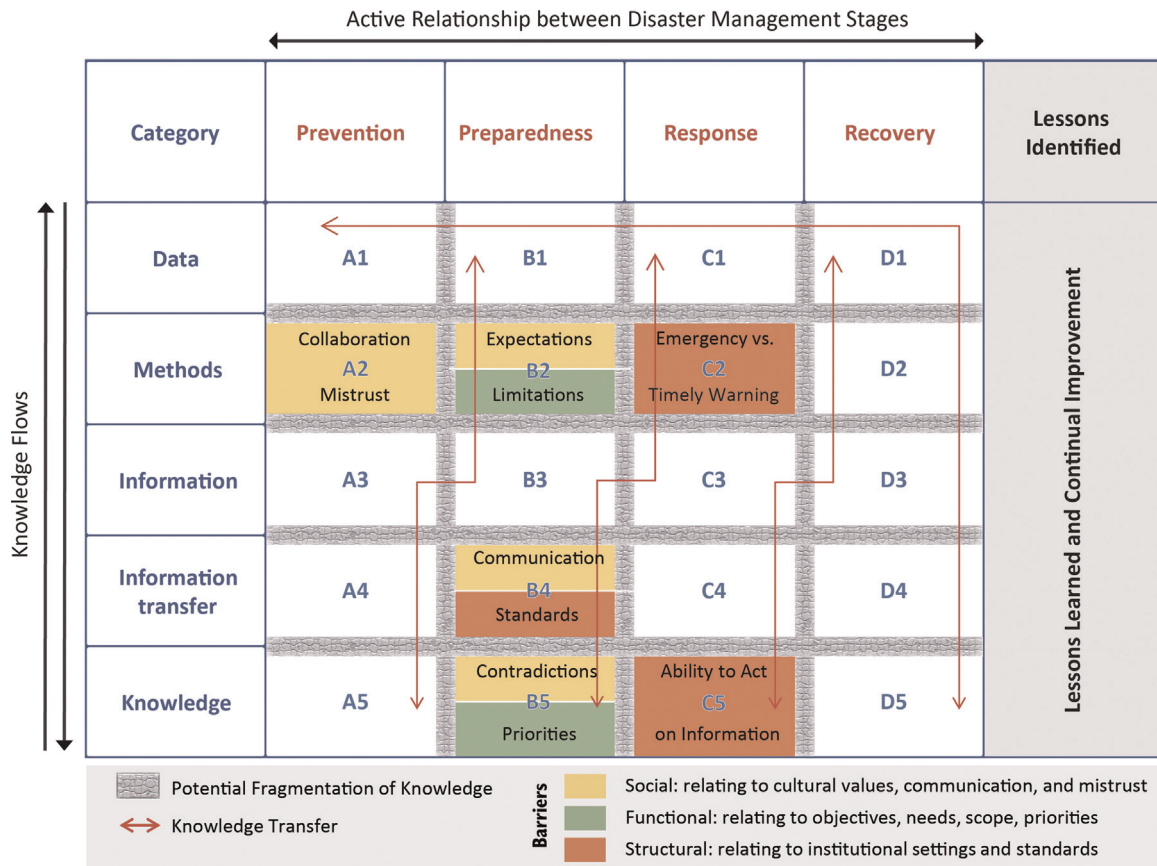 Active Relationship between Disaster Management Stages
Category
Prevention
Preparedness
Response
Recovery
Lessons
Identified
Knowledge Flows
Data
A1
B1
C1
D1
Methods
Collaboration
A2
Mistrust
Expectations
B2
Limitations
Emergency vs.
C2
Timely Warning
D2
Information
A3
B3
C3
D3
Information
transfer
A4
Communication
B4
Standards
C4
D4
Knowledge
A5
Contradictions
B5
Priorities
Ability to Act
C5
on Information
D5
Lessons Learned and Continual Improvement
Potential Fragmentation of Knowledge
Knowledge Transfer
Barriers
Social: relating to cultural values, communication, and mistrust
Functional: relating to objectives, needs, scope, priorities
Structural: relating to institutional settings and standards